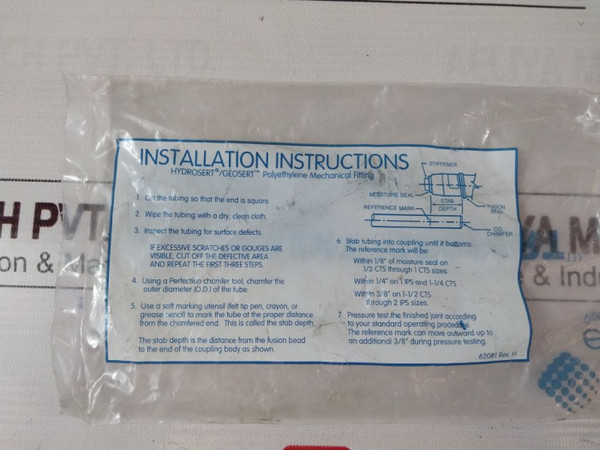 INSTALLATION INSTRUCTIONS
HYDROSERT®/GEOSERT™ Polyethylene Mechanical Fitting
1. Cut the tubing so that the end is square.
2. Wipe the tubing with a dry, clean cloth.
3. Inspect the tubing for surface defects.
IF EXCESSIVE SCRATCHES OR GOUGES ARE
VISIBLE, CUT OFF THE DEFECTIVE AREA
AND REPEAT THE FIRST THREE STEPS.
4. Using a Perfection chamfer tool, chamfer the
outer diameter (O.D.) of the tube.
5. Use a soft marking utensil (felt tip pen, crayon, or
grease pencil) to mark the tube at the proper distance
from the chamfered end. This is called the stab depth.
The stab depth is the distance from the fusion bead
to the end of the coupling body as shown.
STIFFENER
MOISTURE SEAL
STAB
DEPTH
REFERENCE MARK
FUSION
BEAD
O.D.
CHAMFER
6. Stab tubing into coupling until it bottoms.
The reference mark will be:
Within 1/8" of moisture seal on
1/2 CTS through 1 CTS sizes.
Within 1/4" on 1 IPS and 1-1/4 CTS
Within 3/8" on 1-1/2 CTS
through 2 IPS sizes.
7. Pressure test the finished joint according
to your standard operating procedure.
The reference mark can move outward up to
an additional 3/8" during pressure testing.
62081 Rev. H
H PVT.
on & Ma
YA M
e & Indu